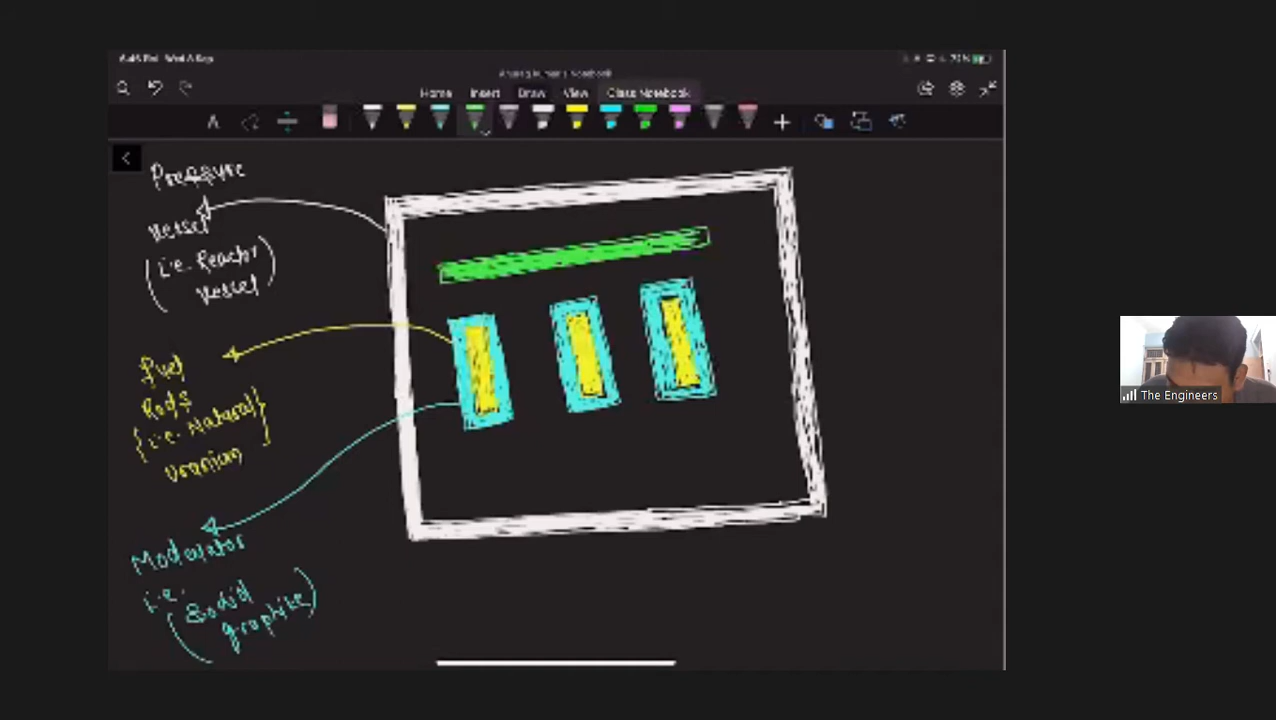 Home Insert Draw View Class Notebook
Pressure
Vessel
(i.e. Reactor
Vessel)
fuel
Rods
{i.e. Natural}
Uranium
Moderator
i.e.
(Solid
graphite)
The Engineers